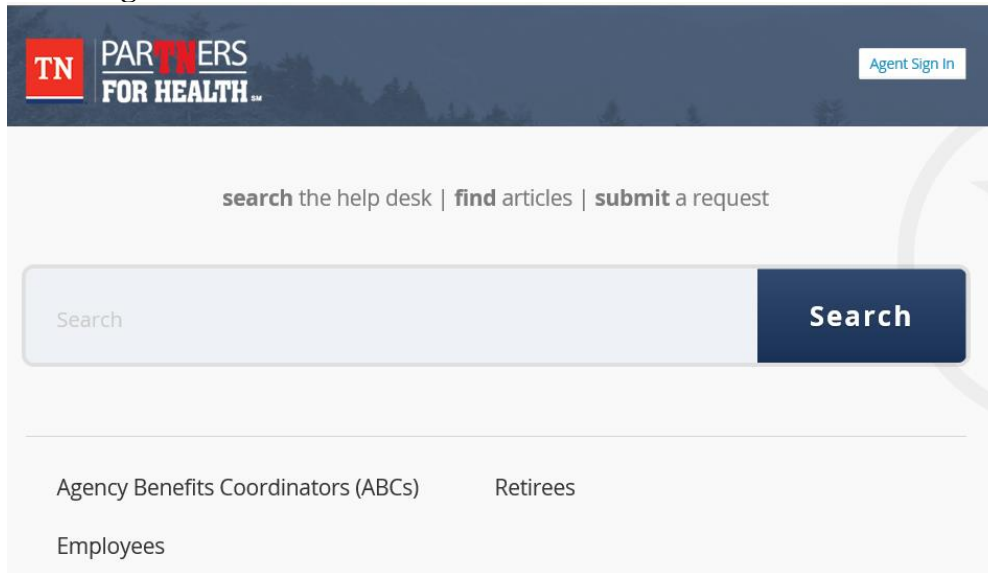 TN
PARTNERS
FOR HEALTH SM
Agent Sign In
search the help desk | find articles | submit a request
Search
Search
Agency Benefits Coordinators (ABCs)
Retirees
Employees